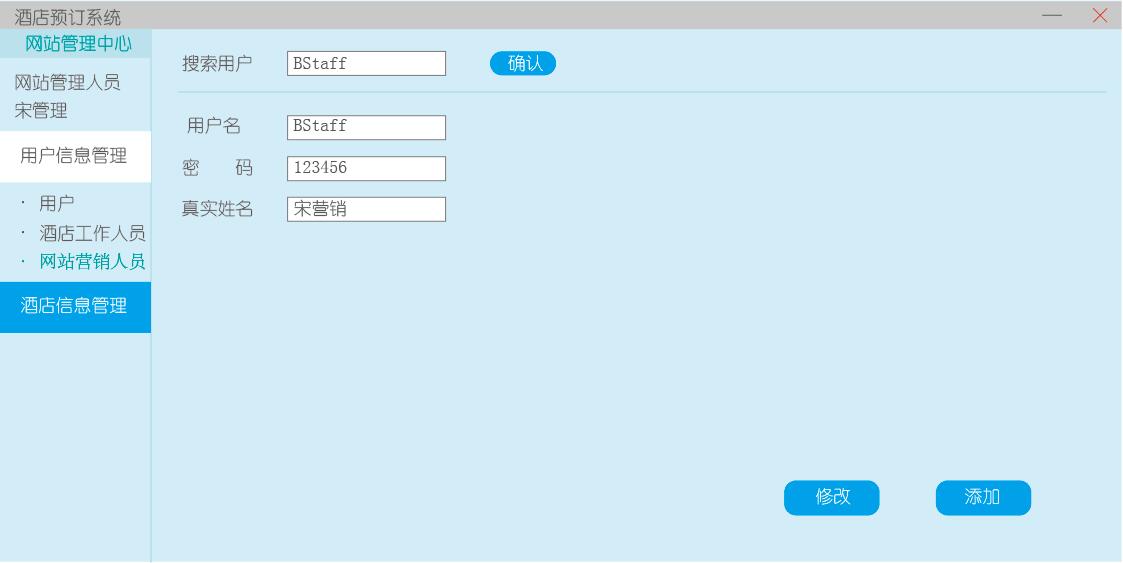 酒店预订系统
网站管理中心
网站管理人员
宋管理
用户信息管理
· 用户
· 酒店工作人员
· 网站营销人员
酒店信息管理
搜索用户 BStaff 确认
用户名 BStaff
密 码 123456
真实姓名 宋营销
修改 添加